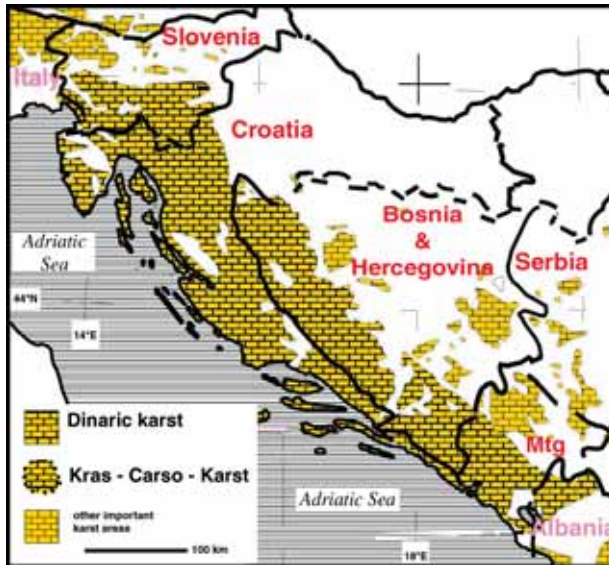 Slovenia
Italy
Croatia
Bosnia
&
Hercegovina
Serbia
Adriatic
Sea
44°N
14°E
Dinaric karst
Mtg
Kras - Carso - Karst
Adriatic Sea
Albania
other important
karst areas
100 km
18°E